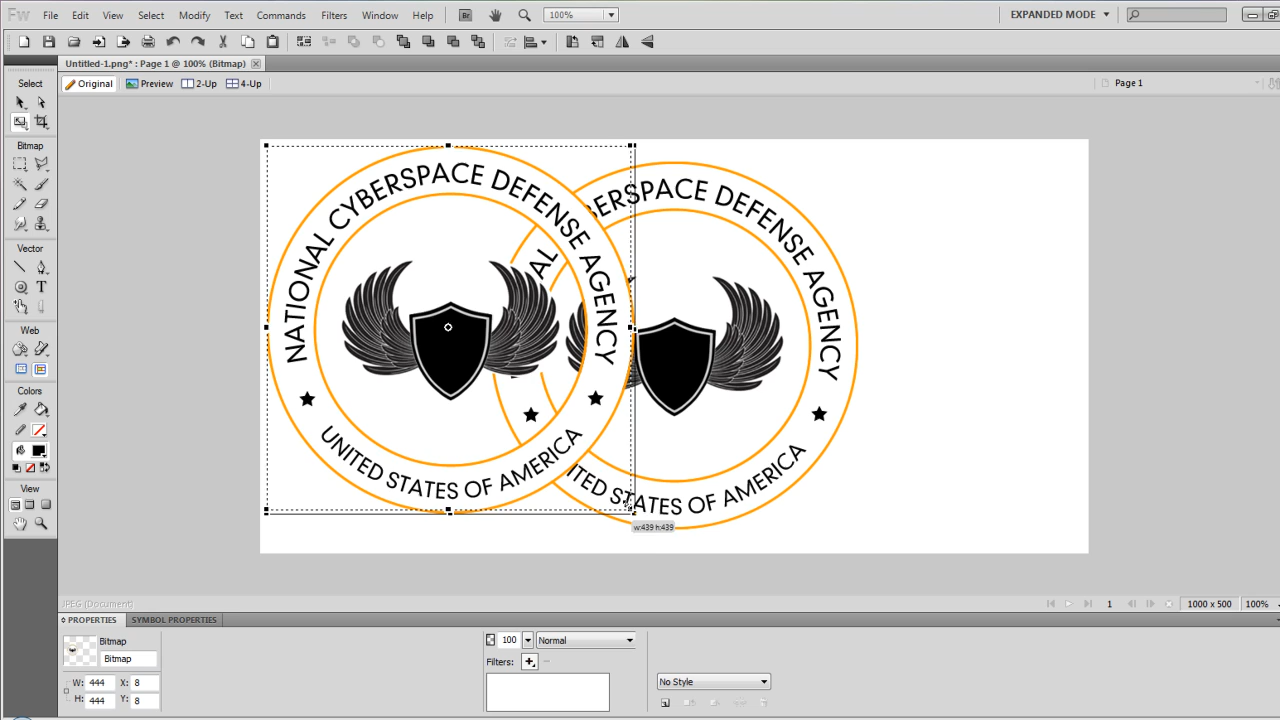 Fw File Edit View Select Modify Text Commands Filters Window Help Br 100% EXPANDED MODE
Untitled-1.png* : Page 1 @ 100% (Bitmap)
Original Preview 2-Up 4-Up Page 1
Select
Bitmap
Vector
T
Web
Colors
View
NATIONAL CYBERSPACE DEFENSE AGENCY
UNITED STATES OF AMERICA
AL BERSPACE DEFENSE AGENCY
ITED STATES OF AMERICA
w:439 h:439
JPEG (Document) 1 1000 x 500 100%
PROPERTIES SYMBOL PROPERTIES
Bitmap
Bitmap
100 Normal
Filters:
No Style
W: 444 X: 8
H: 444 Y: 8